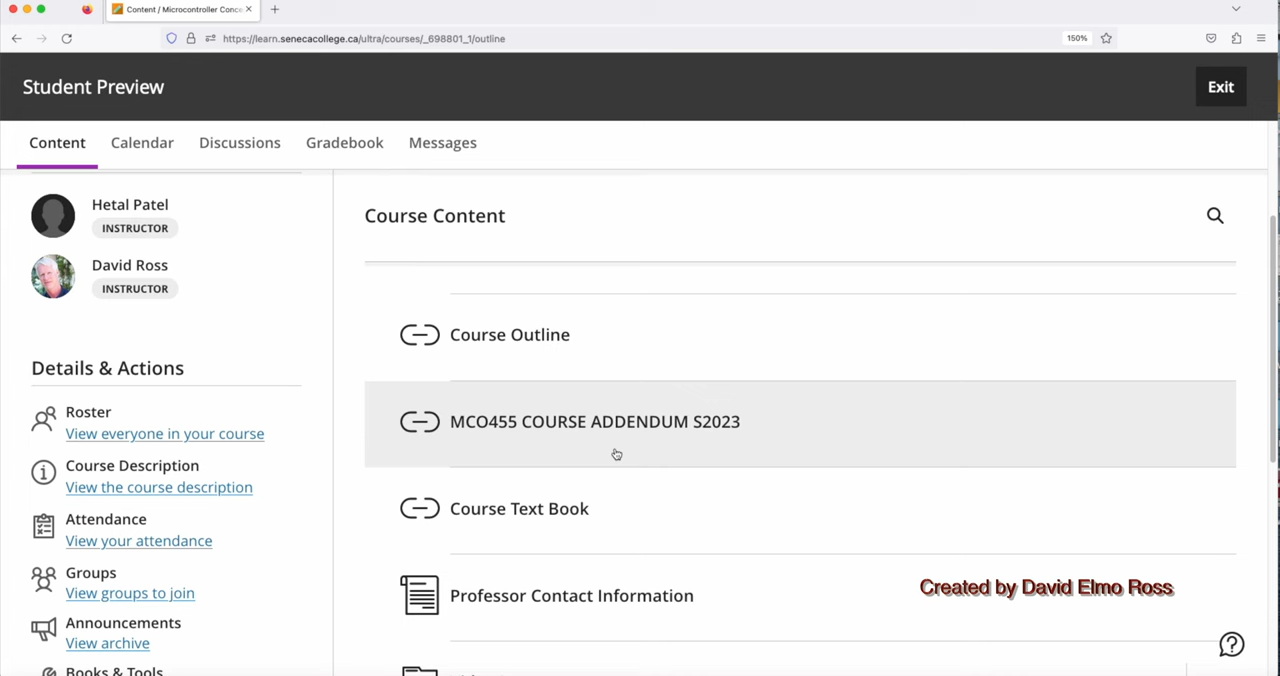 Content / Microcontroller Conce
https://learn.senecacollege.ca/ultra/courses/_698801_1/outline
150%
Student Preview
Exit
Content
Calendar
Discussions
Gradebook
Messages
Hetal Patel
INSTRUCTOR
David Ross
INSTRUCTOR
Details & Actions
Roster
View everyone in your course
Course Description
View the course description
Attendance
View your attendance
Groups
View groups to join
Announcements
View archive
Books & Tools
Course Content
Course Outline
MCO455 COURSE ADDENDUM S2023
Course Text Book
Professor Contact Information
Created by David Elmo Ross